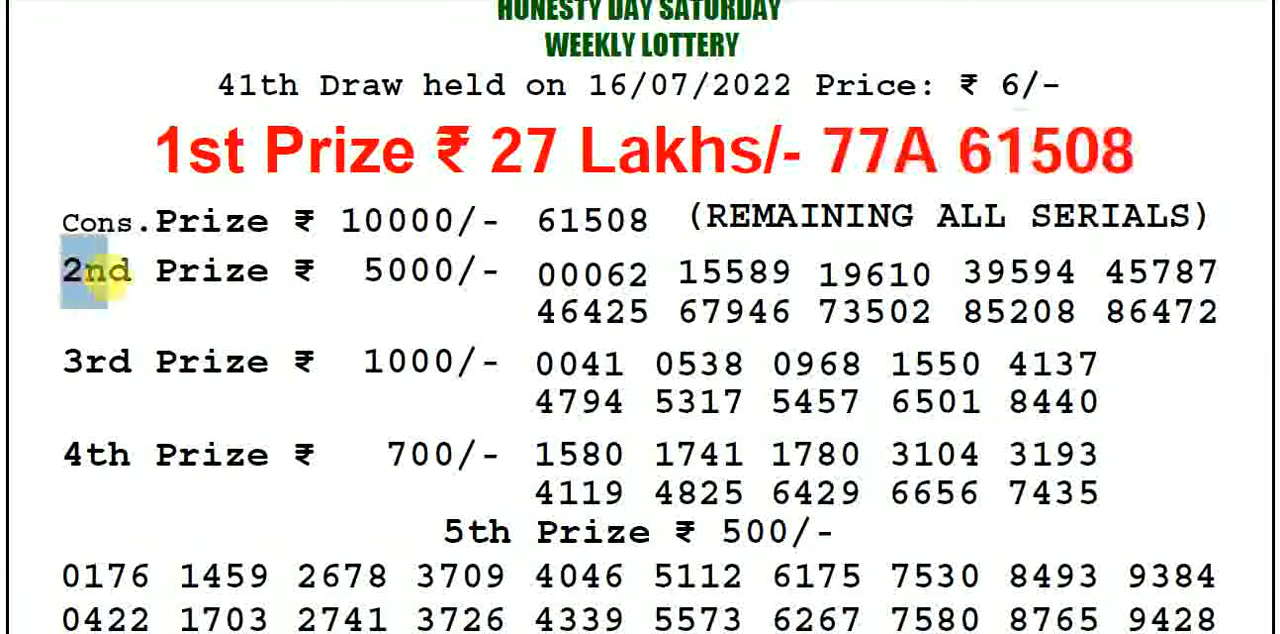 HONESTY DAY SATURDAY
WEEKLY LOTTERY
41th Draw held on 16/07/2022 Price: ₹ 6/-
1st Prize ₹ 27 Lakhs/- 77A 61508
Cons.Prize ₹ 10000/- 61508 (REMAINING ALL SERIALS)
2nd Prize ₹ 5000/- 00062 15589 19610 39594 45787
46425 67946 73502 85208 86472
3rd Prize ₹ 1000/- 0041 0538 0968 1550 4137
4794 5317 5457 6501 8440
4th Prize ₹ 700/- 1580 1741 1780 3104 3193
4119 4825 6429 6656 7435
5th Prize ₹ 500/-
0176 1459 2678 3709 4046 5112 6175 7530 8493 9384
0422 1703 2741 3726 4339 5573 6267 7580 8765 9428